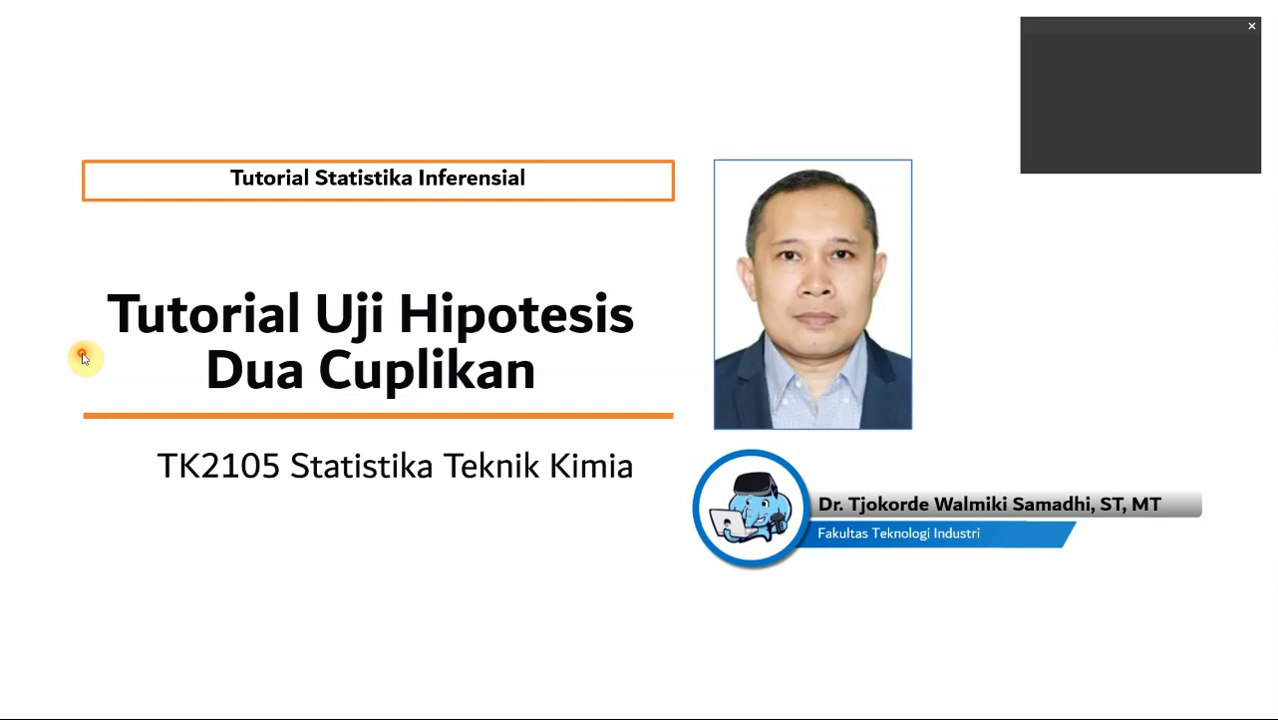 Tutorial Statistika Inferensial
Tutorial Uji Hipotesis
Dua Cuplikan
TK2105 Statistika Teknik Kimia
Dr. Tjokorde Walmiki Samadhi, ST, MT
Fakultas Teknologi Industri